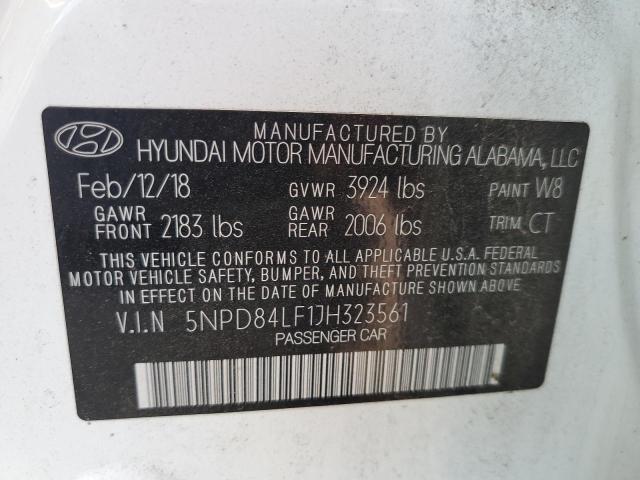 MANUFACTURED BY
HYUNDAI MOTOR MANUFACTURING ALABAMA, LLC
Feb/12/18 GVWR 3924 lbs PAINT W8
GAWR FRONT 2183 lbs GAWR REAR 2006 lbs TRIM CT
THIS VEHICLE CONFORMS TO ALL APPLICABLE U.S.A. FEDERAL
MOTOR VEHICLE SAFETY, BUMPER, AND THEFT PREVENTION STANDARDS
IN EFFECT ON THE DATE OF MANUFACTURE SHOWN ABOVE.
V.I.N 5NPD84LF1JH323561
PASSENGER CAR